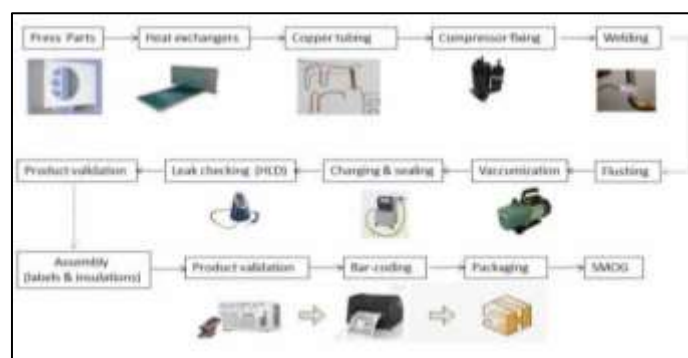 Press Parts
Heat exchangers
Copper tubing
Compressor fixing
Welding
Product validation
Leak checking (HLD)
Charging & sealing
Vaccumization
Flushing
Assembly
(labels & insulations)
Product validation
Bar-coding
Packaging
SMOG